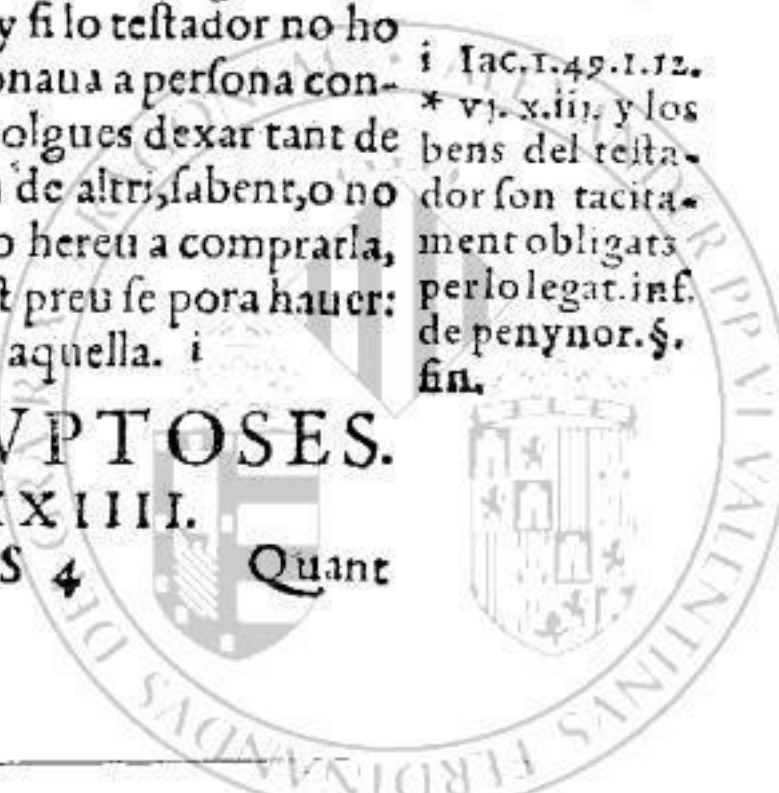 y ſi lo teſtador no ho
onaua a perſona con-
olgues dexar tant de
de altri, ſabent, o no
o hereu a comprarla,
t preu ſe pora hauer:
aquella. i
VPTOSES.
XXIIII.
S 4 Quant
i Iac.1.49.1.12.
* vj. x.iij. y los
bens del teſta-
dor ſon tacita-
ment obligats
per lo legat. inf.
de penynor. §.
fin.